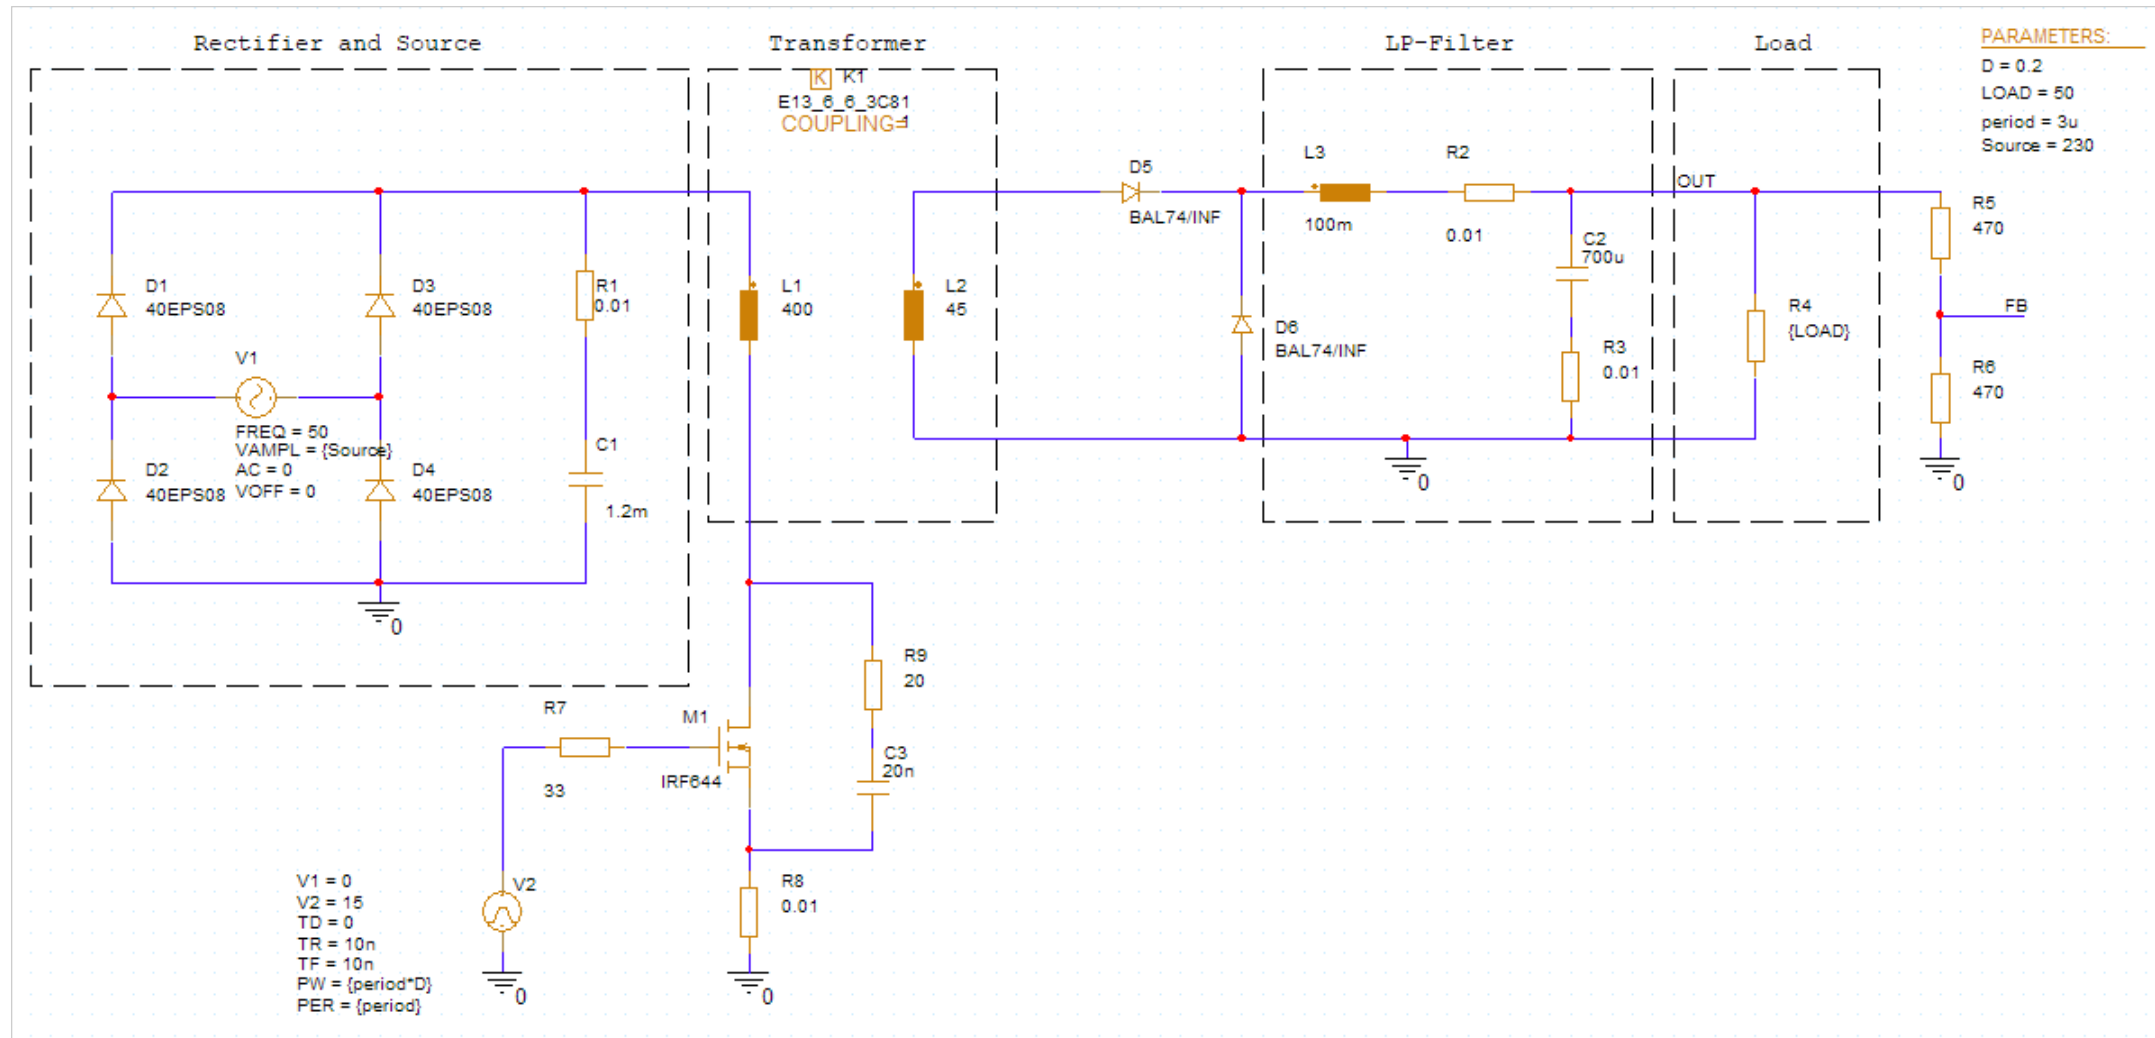 Rectifier and Source
Transformer
LP-Filter
Load
PARAMETERS:
D = 0.2
LOAD = 50
period = 3u
Source = 230
K K1
E13_6_6_3C81
COUPLING=1
D1
40EPS08
D3
40EPS08
R1
0.01
V1
FREQ = 50
VAMPL = {Source}
AC = 0
VOFF = 0
D2
40EPS08
D4
40EPS08
C1
1.2m
0
L1
400
L2
45
D5
BAL74/INF
D6
BAL74/INF
L3
100m
R2
0.01
C2
700u
R3
0.01
0
OUT
R4
{LOAD}
R5
470
FB
R6
470
0
R9
20
C3
20n
R7
33
M1
IRF644
R8
0.01
0
V2
0
V1 = 0
V2 = 15
TD = 0
TR = 10n
TF = 10n
PW = {period*D}
PER = {period}